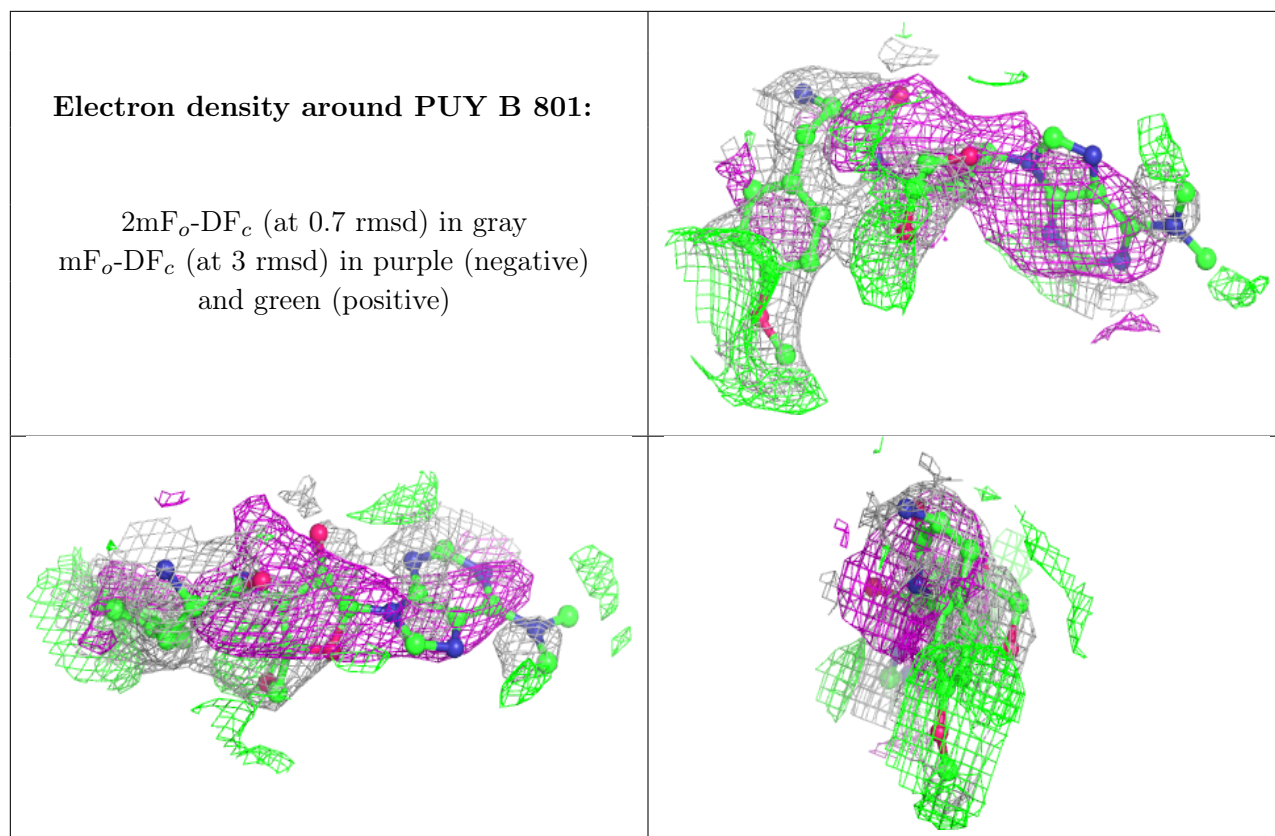 Electron density around PUY B 801:
2mFo-DFc (at 0.7 rmsd) in gray
mFo-DFc (at 3 rmsd) in purple (negative)
and green (positive)